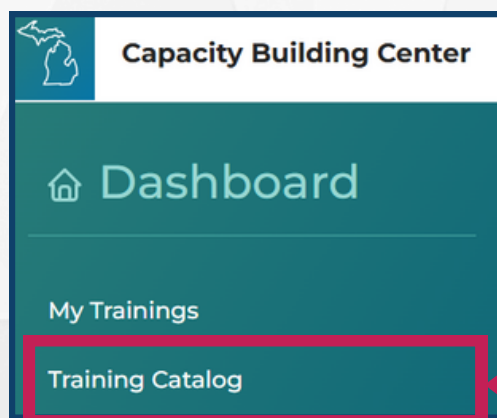 Capacity Building Center
Dashboard
My Trainings
Training Catalog